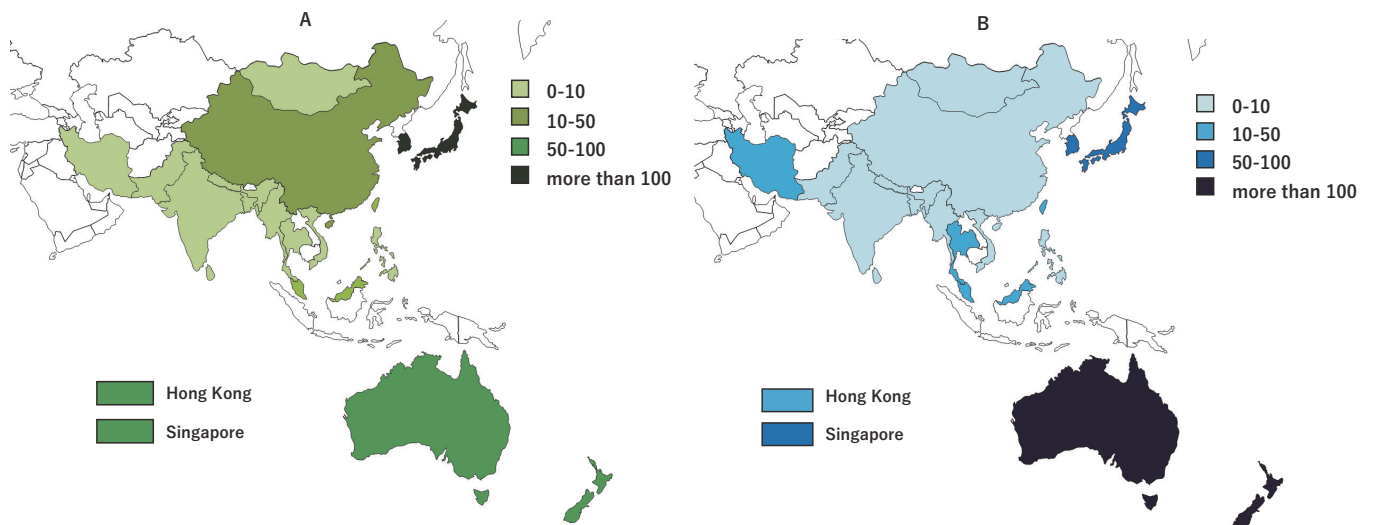 A
0-10
10-50
50-100
more than 100
Hong Kong
Singapore
B
0-10
10-50
50-100
more than 100
Hong Kong
Singapore